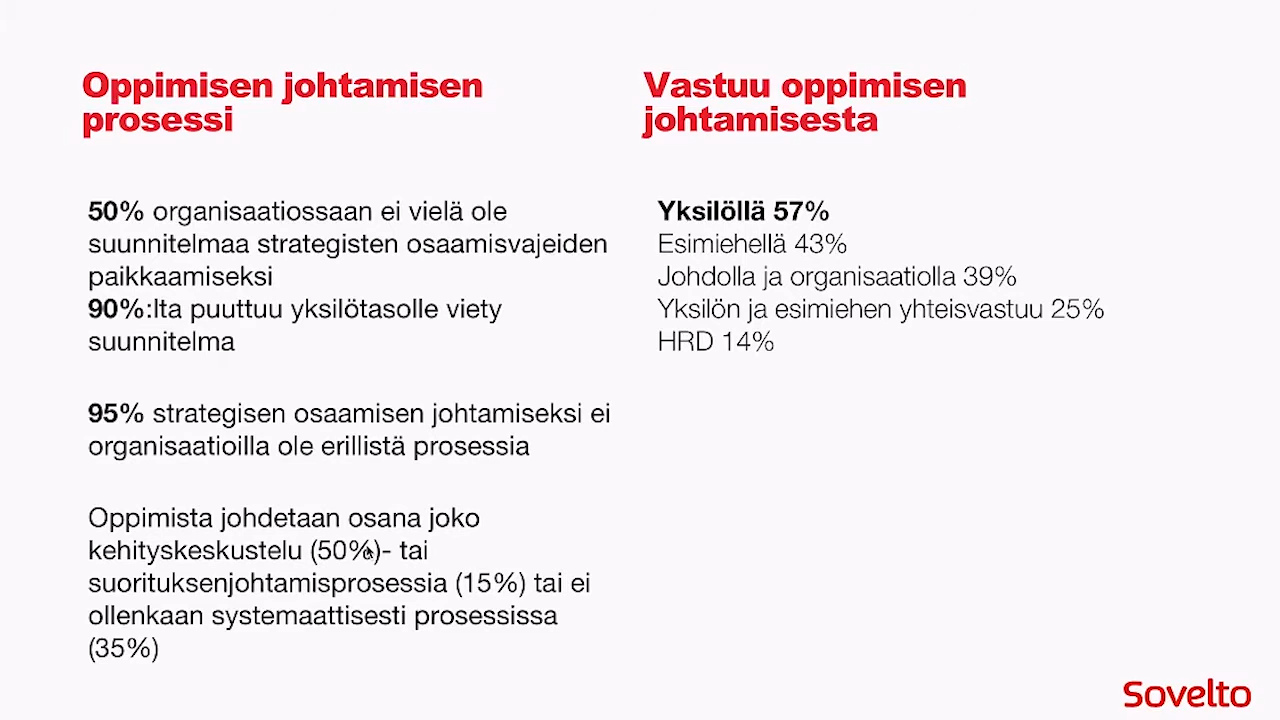 Oppimisen johtamisen
prosessi
50% organisaatiossaan ei vielä ole
suunnitelmaa strategisten osaamisvajeiden
paikkaamiseksi
90%:lta puuttuu yksilötasolle viety
suunnitelma
95% strategisen osaamisen johtamiseksi ei
organisaatioilla ole erillistä prosessia
Oppimista johdetaan osana joko
kehityskeskustelu (50%)- tai
suorituksenjohtamisprosessia (15%) tai ei
ollenkaan systemaattisesti prosessissa
(35%)
Vastuu oppimisen
johtamisesta
Yksilöllä 57%
Esimiehellä 43%
Johdolla ja organisaatiolla 39%
Yksilön ja esimiehen yhteisvastuu 25%
HRD 14%
Sovelto